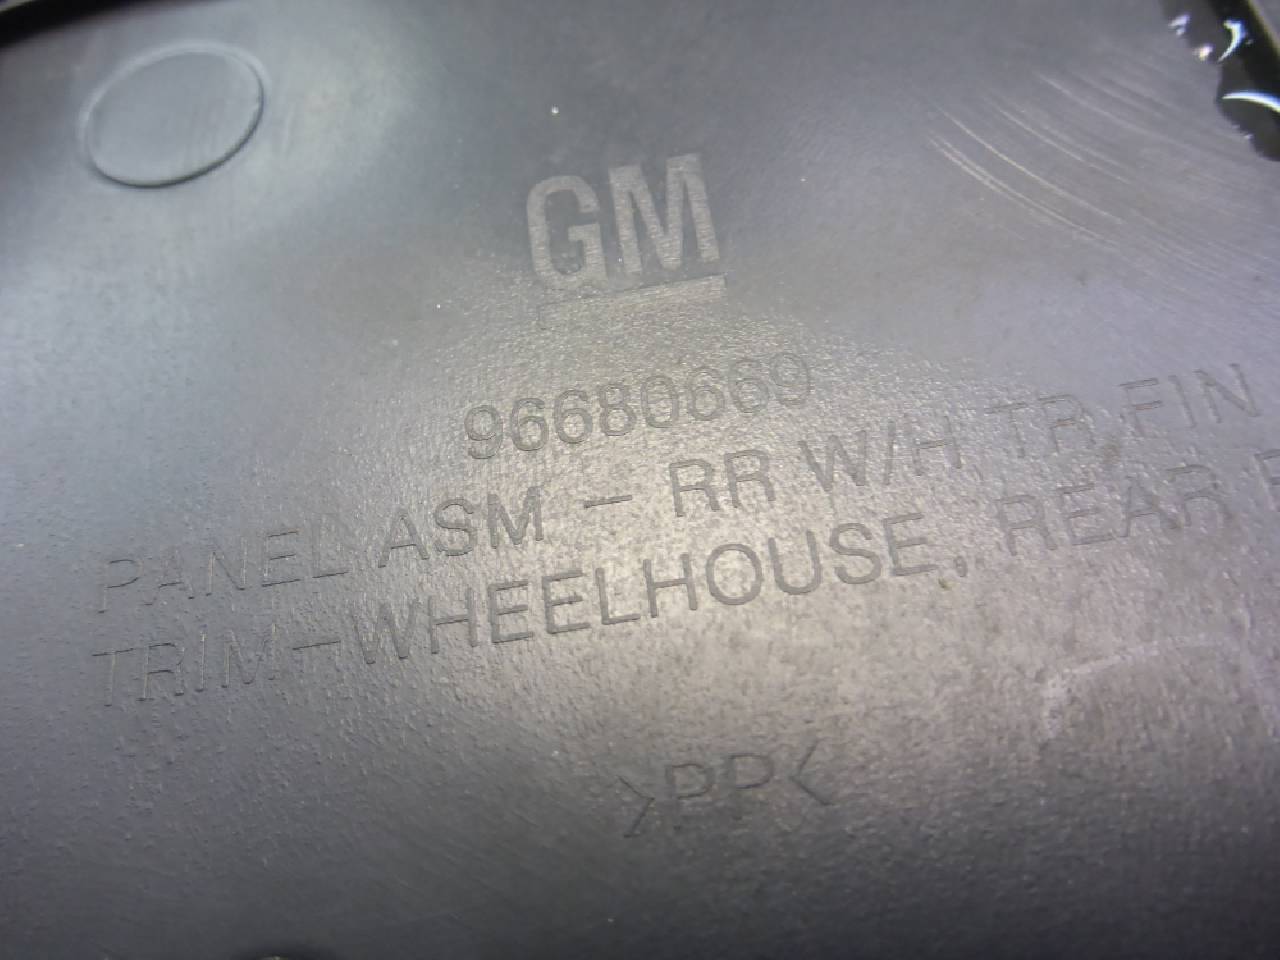 GM
96680669
PANEL ASM - RR W/H TR FIN
TRIM-WHEELHOUSE, REAR
>PP<